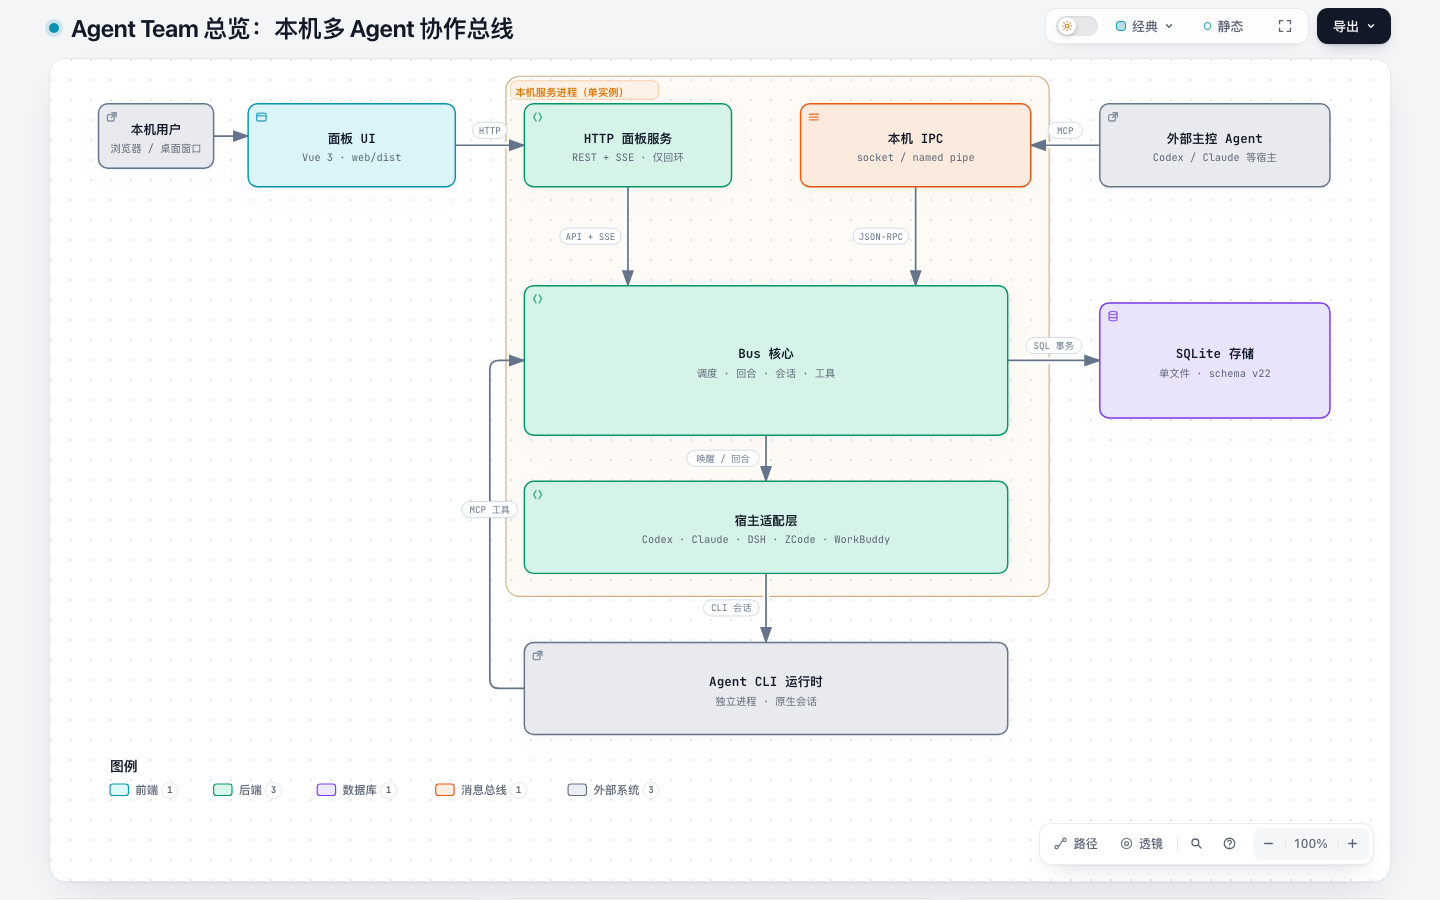 Agent Team 总览：本机多 Agent 协作总线
经典
静态
导出
本机服务进程（单实例）
本机用户
浏览器 / 桌面窗口
面板 UI
Vue 3 · web/dist
HTTP
HTTP 面板服务
REST + SSE · 仅回环
本机 IPC
socket / named pipe
MCP
外部主控 Agent
Codex / Claude 等宿主
API + SSE
JSON-RPC
Bus 核心
调度 · 回合 · 会话 · 工具
SQL 事务
SQLite 存储
单文件 · schema v22
唤醒 / 回合
MCP 工具
宿主适配层
Codex · Claude · DSH · ZCode · WorkBuddy
CLI 会话
Agent CLI 运行时
独立进程 · 原生会话
图例
前端 1
后端 3
数据库 1
消息总线 1
外部系统 3
路径
透镜
100%